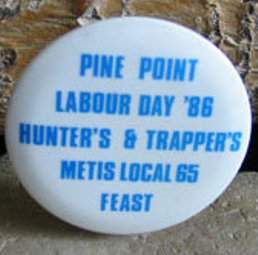 PINE POINT
LABOUR DAY '86
HUNTER'S & TRAPPER'S
METIS LOCAL 65
FEAST